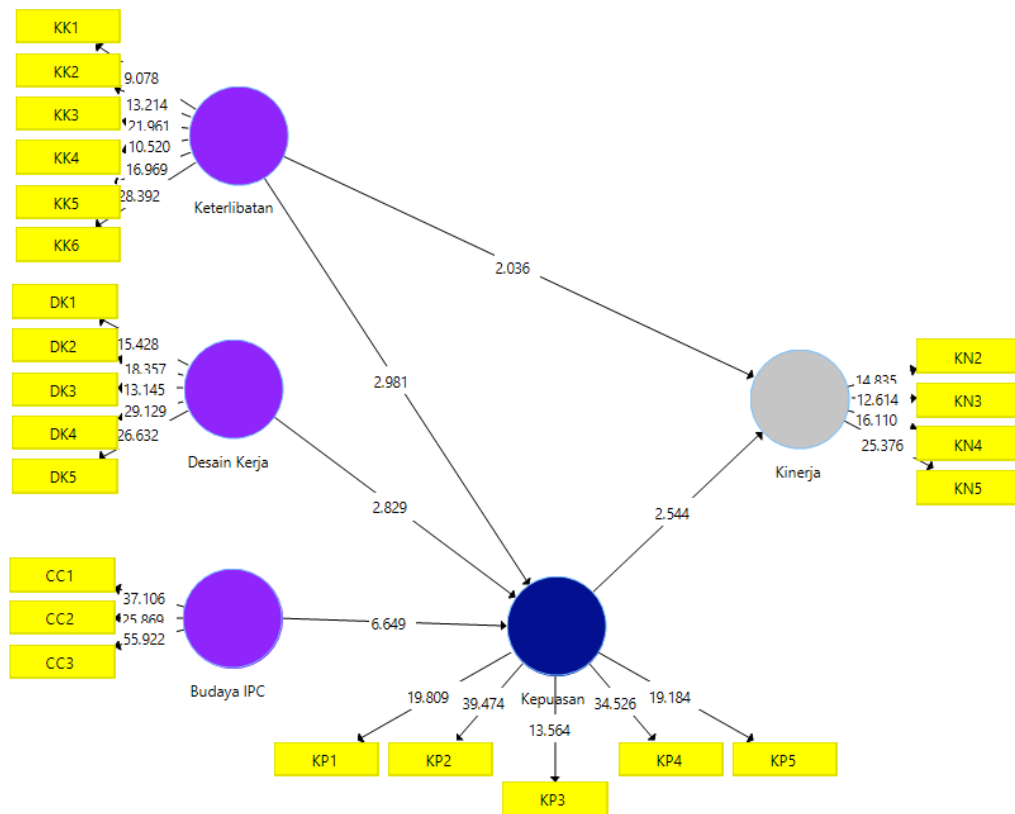 KK1
KK2
KK3
KK4
KK5
KK6
9.078
13.214
21.961
10.520
16.969
28.392
Keterlibatan
2.036
2.981
DK1
DK2
DK3
DK4
DK5
15.428
18.357
13.145
29.129
26.632
Desain Kerja
2.829
KN2
KN3
KN4
KN5
14.835
12.614
16.110
25.376
Kinerja
2.544
CC1
CC2
CC3
37.106
25.869
55.922
Budaya IPC
6.649
Kepuasan
19.809
39.474
13.564
34.526
19.184
KP1
KP2
KP3
KP4
KP5